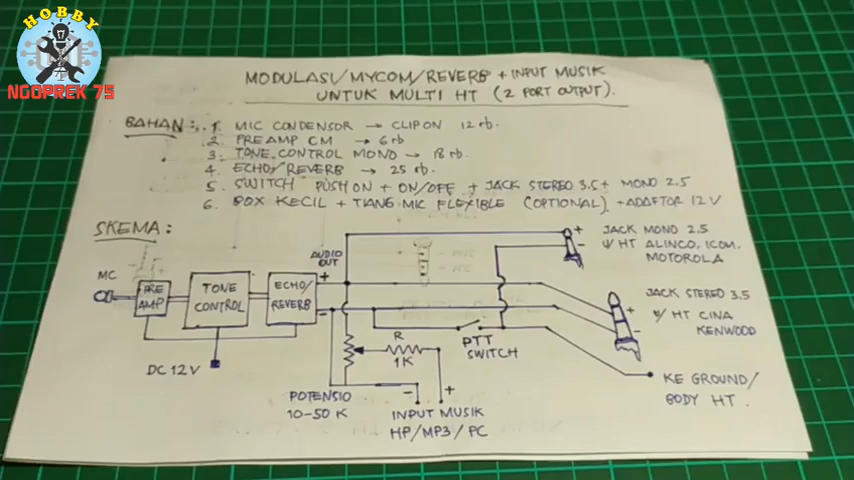 HOBBY
NGOPREK 75
MODULASI/MYCOM/REVERB + INPUT MUSIK
UNTUK MULTI HT (2 PORT OUTPUT).
BAHAN:
1. MIC CONDENSOR → CLIP ON 12 rb.
2. PREAMP CM → 6 rb
3. TONE CONTROL MONO → 18 rb.
4. ECHO/REVERB → 25 rb.
5. SWITCH PUSH ON + ON/OFF + JACK STEREO 3.5 + MONO 2.5
6. BOX KECIL + TIANG MIC FLEXIBLE (OPTIONAL) + ADAPTOR 12 V
SKEMA:
MC
PRE
AMP
TONE
CONTROL
ECHO/
REVERB
AUDIO
OUT
+
-
DC 12V
POTENSIO
10-50 K
R
1K
- +
INPUT MUSIK
HP/MP3/PC
PTT
SWITCH
+
-
JACK MONO 2.5
U/ HT ALINCO, ICOM.
MOTOROLA
+
-
JACK STEREO 3.5
U/ HT CINA
KENWOOD
KE GROUND/
BODY HT.